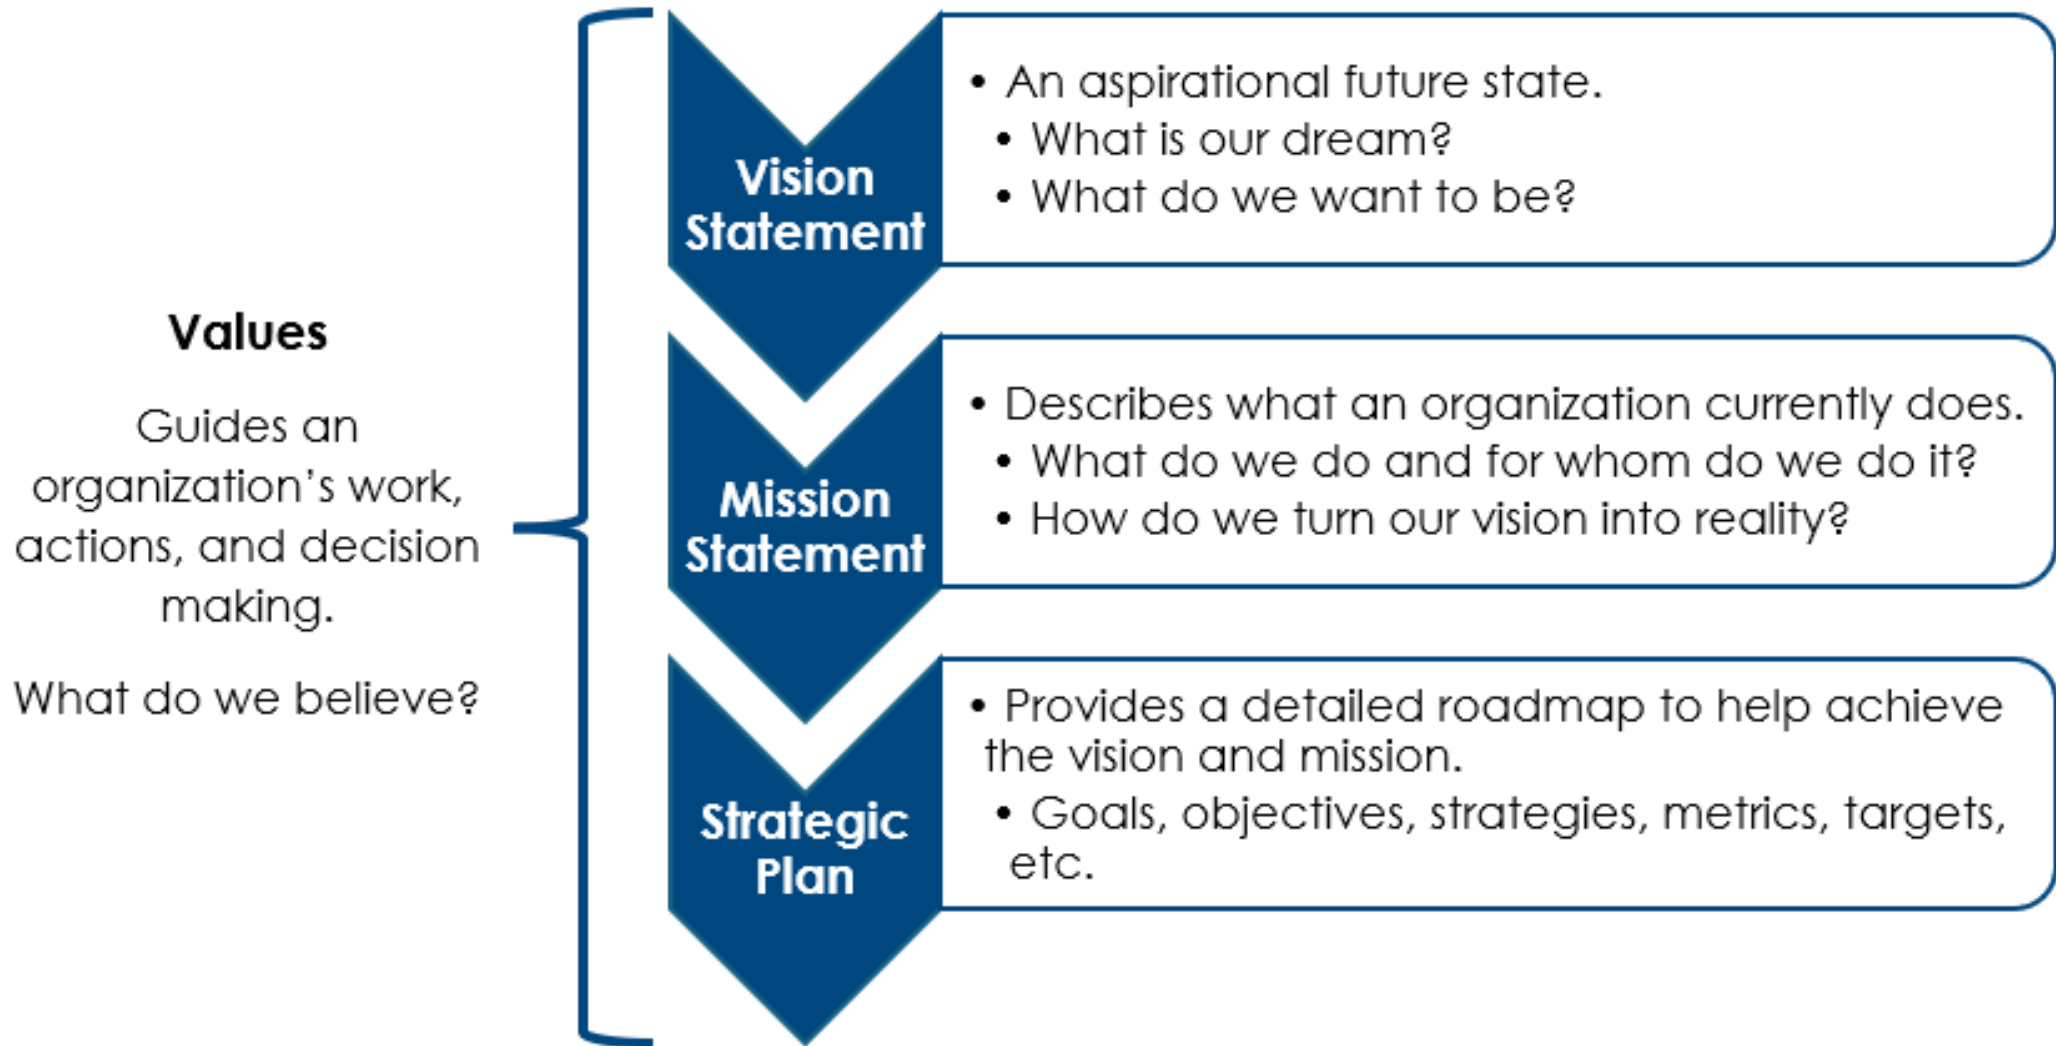 Values
Guides an
organization’s work,
actions, and decision
making.
What do we believe?
Vision
Statement
• An aspirational future state.
• What is our dream?
• What do we want to be?
Mission
Statement
• Describes what an organization currently does.
• What do we do and for whom do we do it?
• How do we turn our vision into reality?
Strategic
Plan
• Provides a detailed roadmap to help achieve
the vision and mission.
• Goals, objectives, strategies, metrics, targets,
etc.